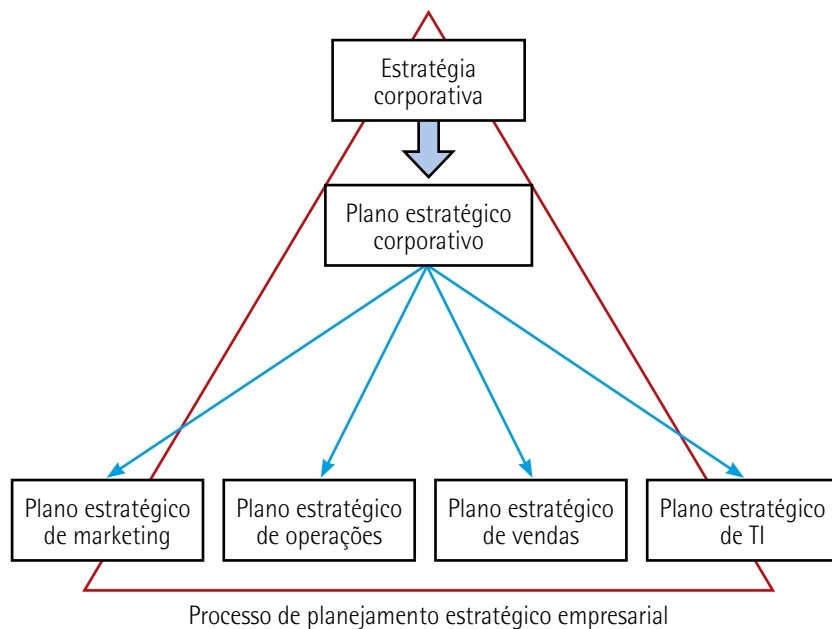 Estratégia
corporativa
Plano estratégico
corporativo
Plano estratégico
de marketing
Plano estratégico
de operações
Plano estratégico
de vendas
Plano estratégico
de TI
Processo de planejamento estratégico empresarial